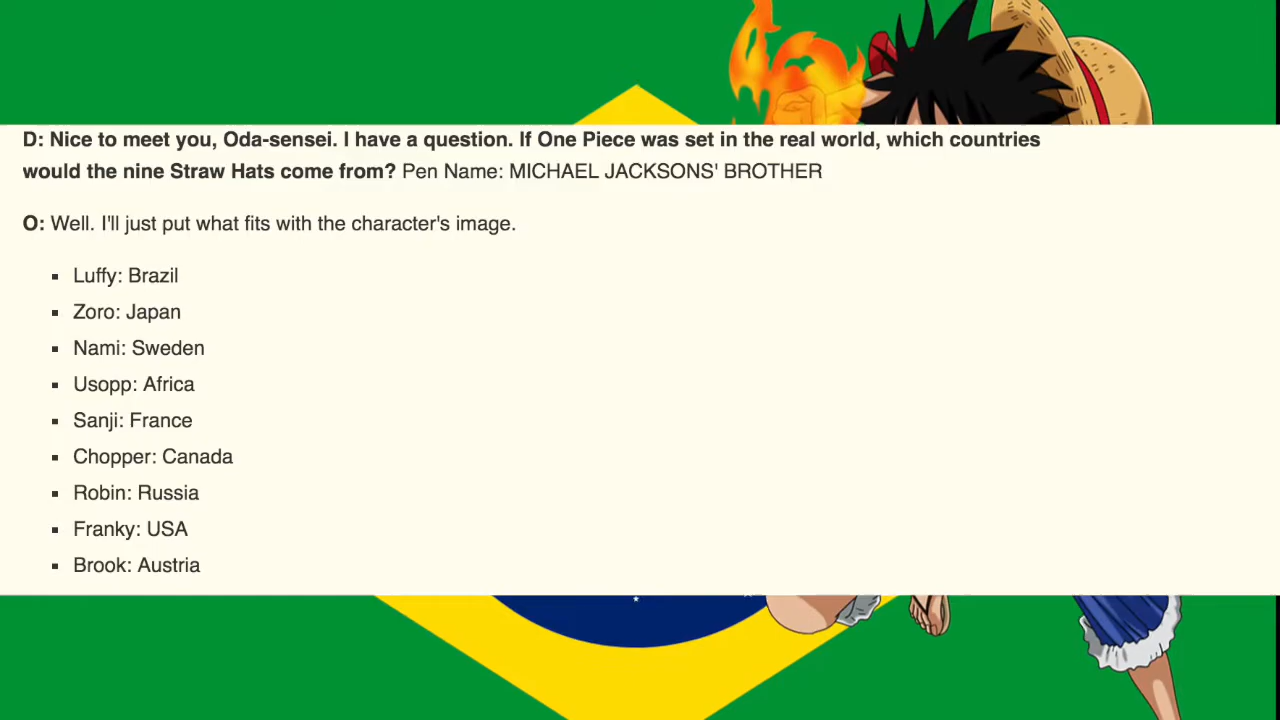 D: Nice to meet you, Oda-sensei. I have a question. If One Piece was set in the real world, which countries
would the nine Straw Hats come from? Pen Name: MICHAEL JACKSONS' BROTHER
O: Well. I'll just put what fits with the character's image.
▪ Luffy: Brazil
▪ Zoro: Japan
▪ Nami: Sweden
▪ Usopp: Africa
▪ Sanji: France
▪ Chopper: Canada
▪ Robin: Russia
▪ Franky: USA
▪ Brook: Austria